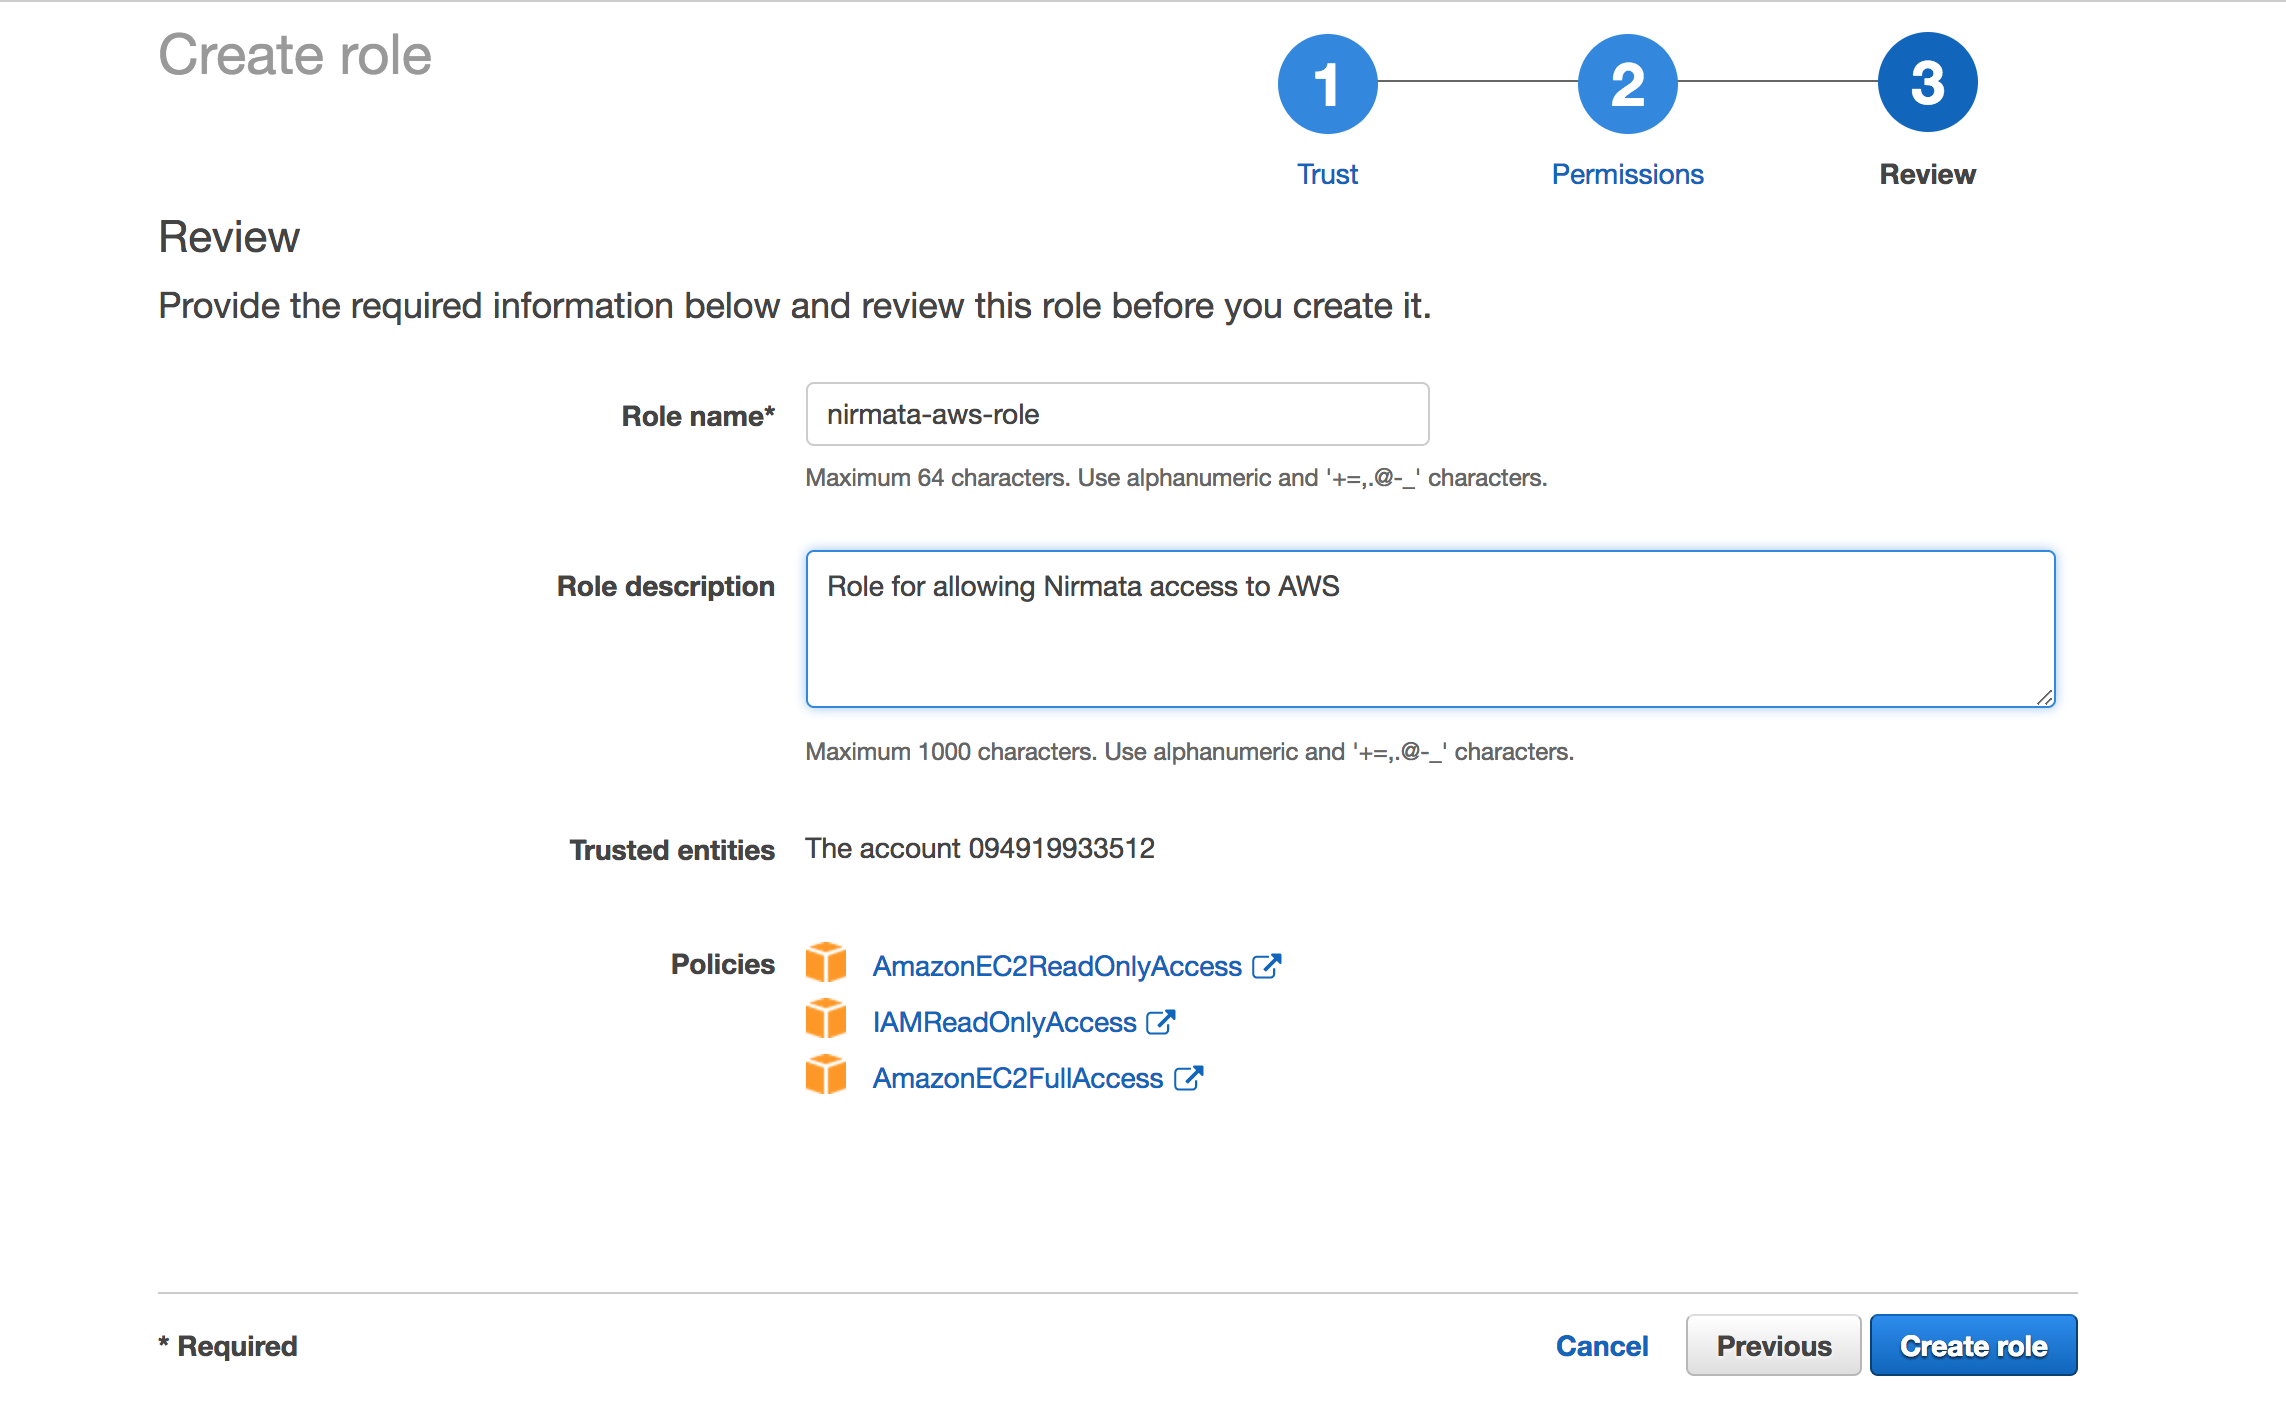 Create role
1
2
3
Trust
Permissions
Review
Review
Provide the required information below and review this role before you create it.
Role name*
nirmata-aws-role
Maximum 64 characters. Use alphanumeric and '+=,.@-_' characters.
Role description
Role for allowing Nirmata access to AWS
Maximum 1000 characters. Use alphanumeric and '+=,.@-_' characters.
Trusted entities
The account 094919933512
Policies
AmazonEC2ReadOnlyAccess
IAMReadOnlyAccess
AmazonEC2FullAccess
* Required
Cancel
Previous
Create role